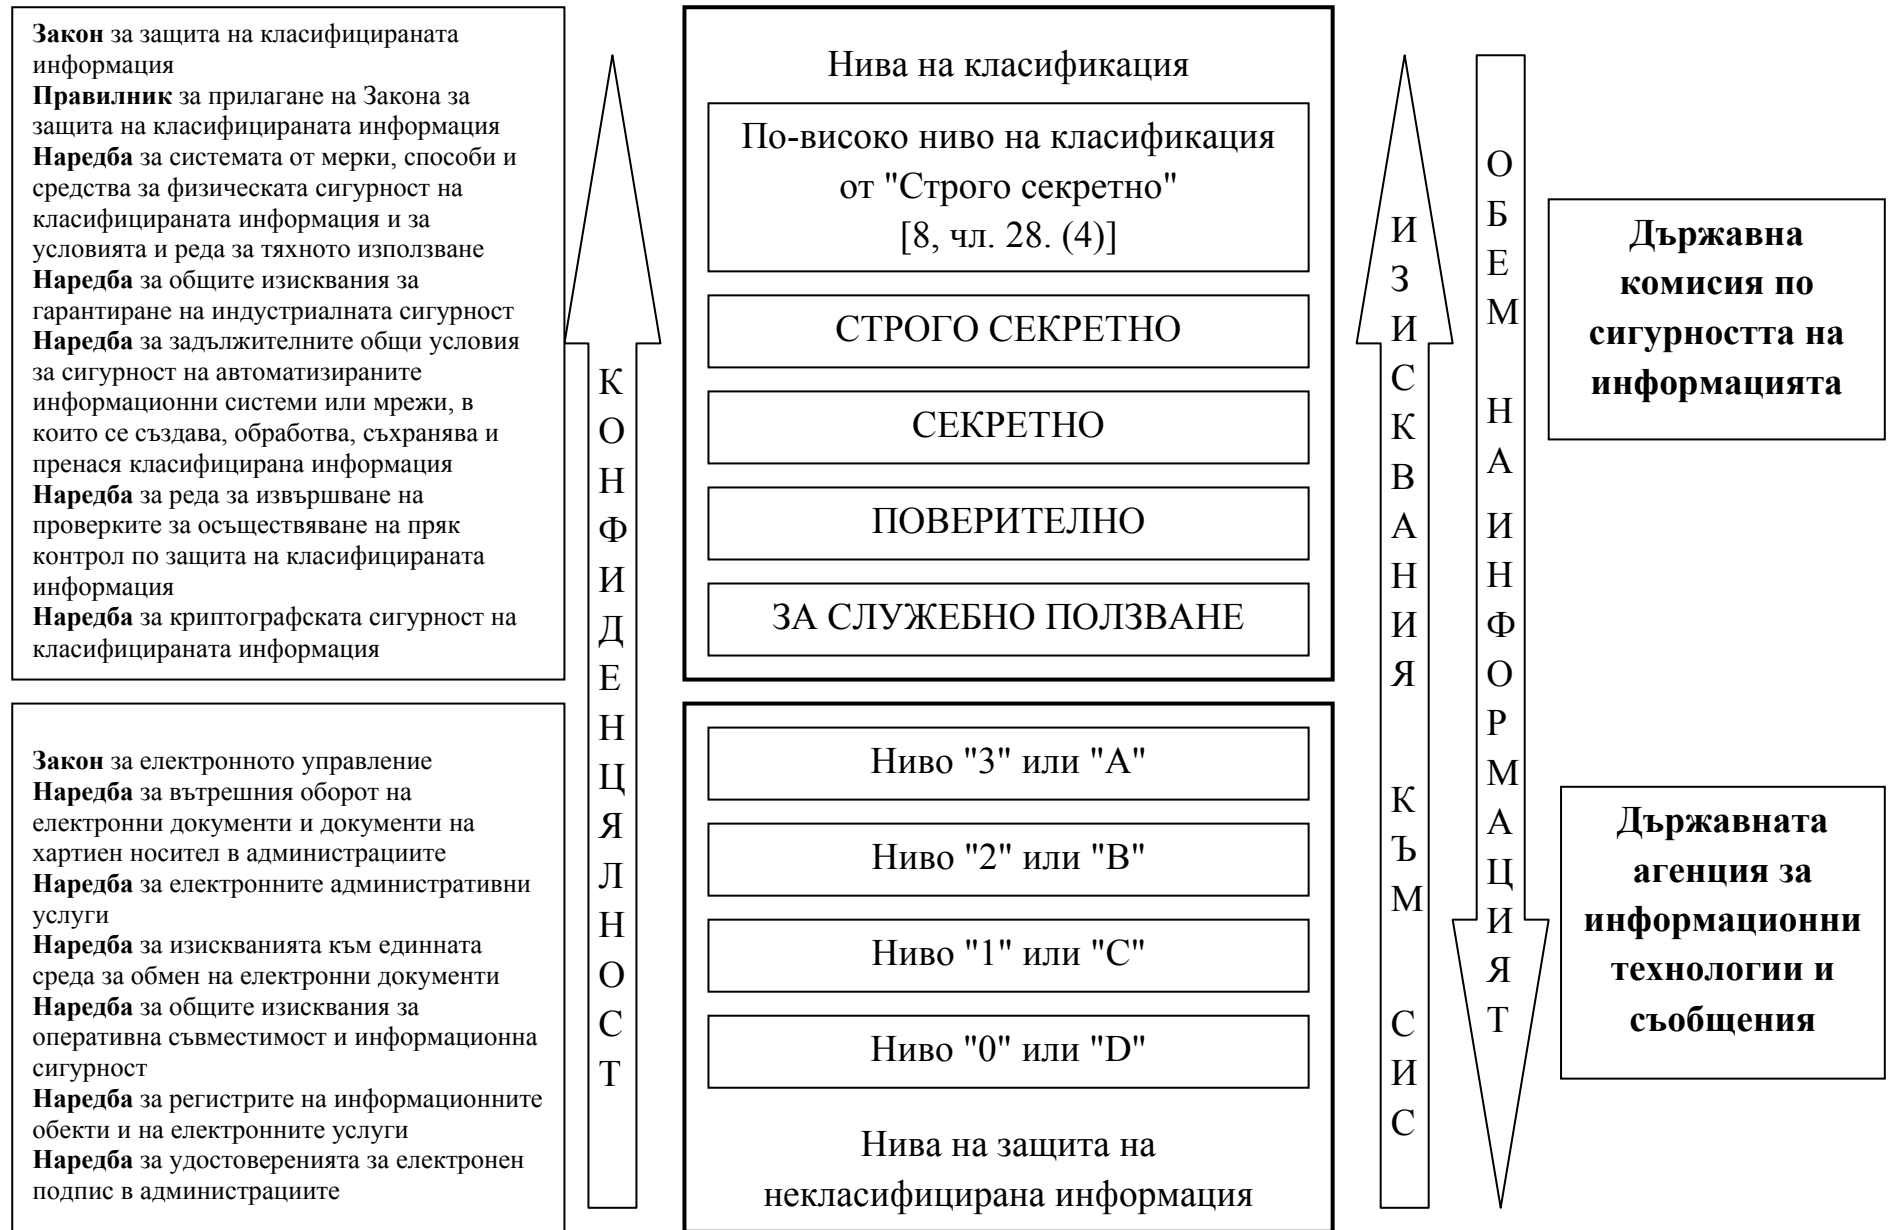 Закон за защита на класифицираната
информация
Правилник за прилагане на Закона за
защита на класифицираната информация
Наредба за системата от мерки, способи и
средства за физическата сигурност на
класифицираната информация и за
условията и реда за тяхното използване
Наредба за общите изисквания за
гарантиране на индустриалната сигурност
Наредба за задължителните общи условия
за сигурност на автоматизираните
информационни системи или мрежи, в
които се създава, обработва, съхранява и
пренася класифицирана информация
Наредба за реда за извършване на
проверките за осъществяване на пряк
контрол по защита на класифицираната
информация
Наредба за криптографската сигурност на
класифицираната информация
Закон за електронното управление
Наредба за вътрешния оборот на
електронни документи и документи на
хартиен носител в администрациите
Наредба за електронните административни
услуги
Наредба за изискванията към единната
среда за обмен на електронни документи
Наредба за общите изисквания за
оперативна съвместимост и информационна
сигурност
Наредба за регистрите на информационните
обекти и на електронните услуги
Наредба за удостоверенията за електронен
подпис в администрациите
КОНФИДЕНЦЯЛНОСТ
Нива на класификация
По-високо ниво на класификация
от "Строго секретно"
[8, чл. 28. (4)]
СТРОГО СЕКРЕТНО
СЕКРЕТНО
ПОВЕРИТЕЛНО
ЗА СЛУЖЕБНО ПОЛЗВАНЕ
Ниво "3" или "A"
Ниво "2" или "B"
Ниво "1" или "C"
Ниво "0" или "D"
Нива на защита на
некласифицирана информация
ИЗИСКВАНИЯ КЪМ СИС
ОБЕМ НА ИНФОРМАЦИЯТ
Държавна
комисия по
сигурността на
информацията
Държавната
агенция за
информационни
технологии и
съобщения